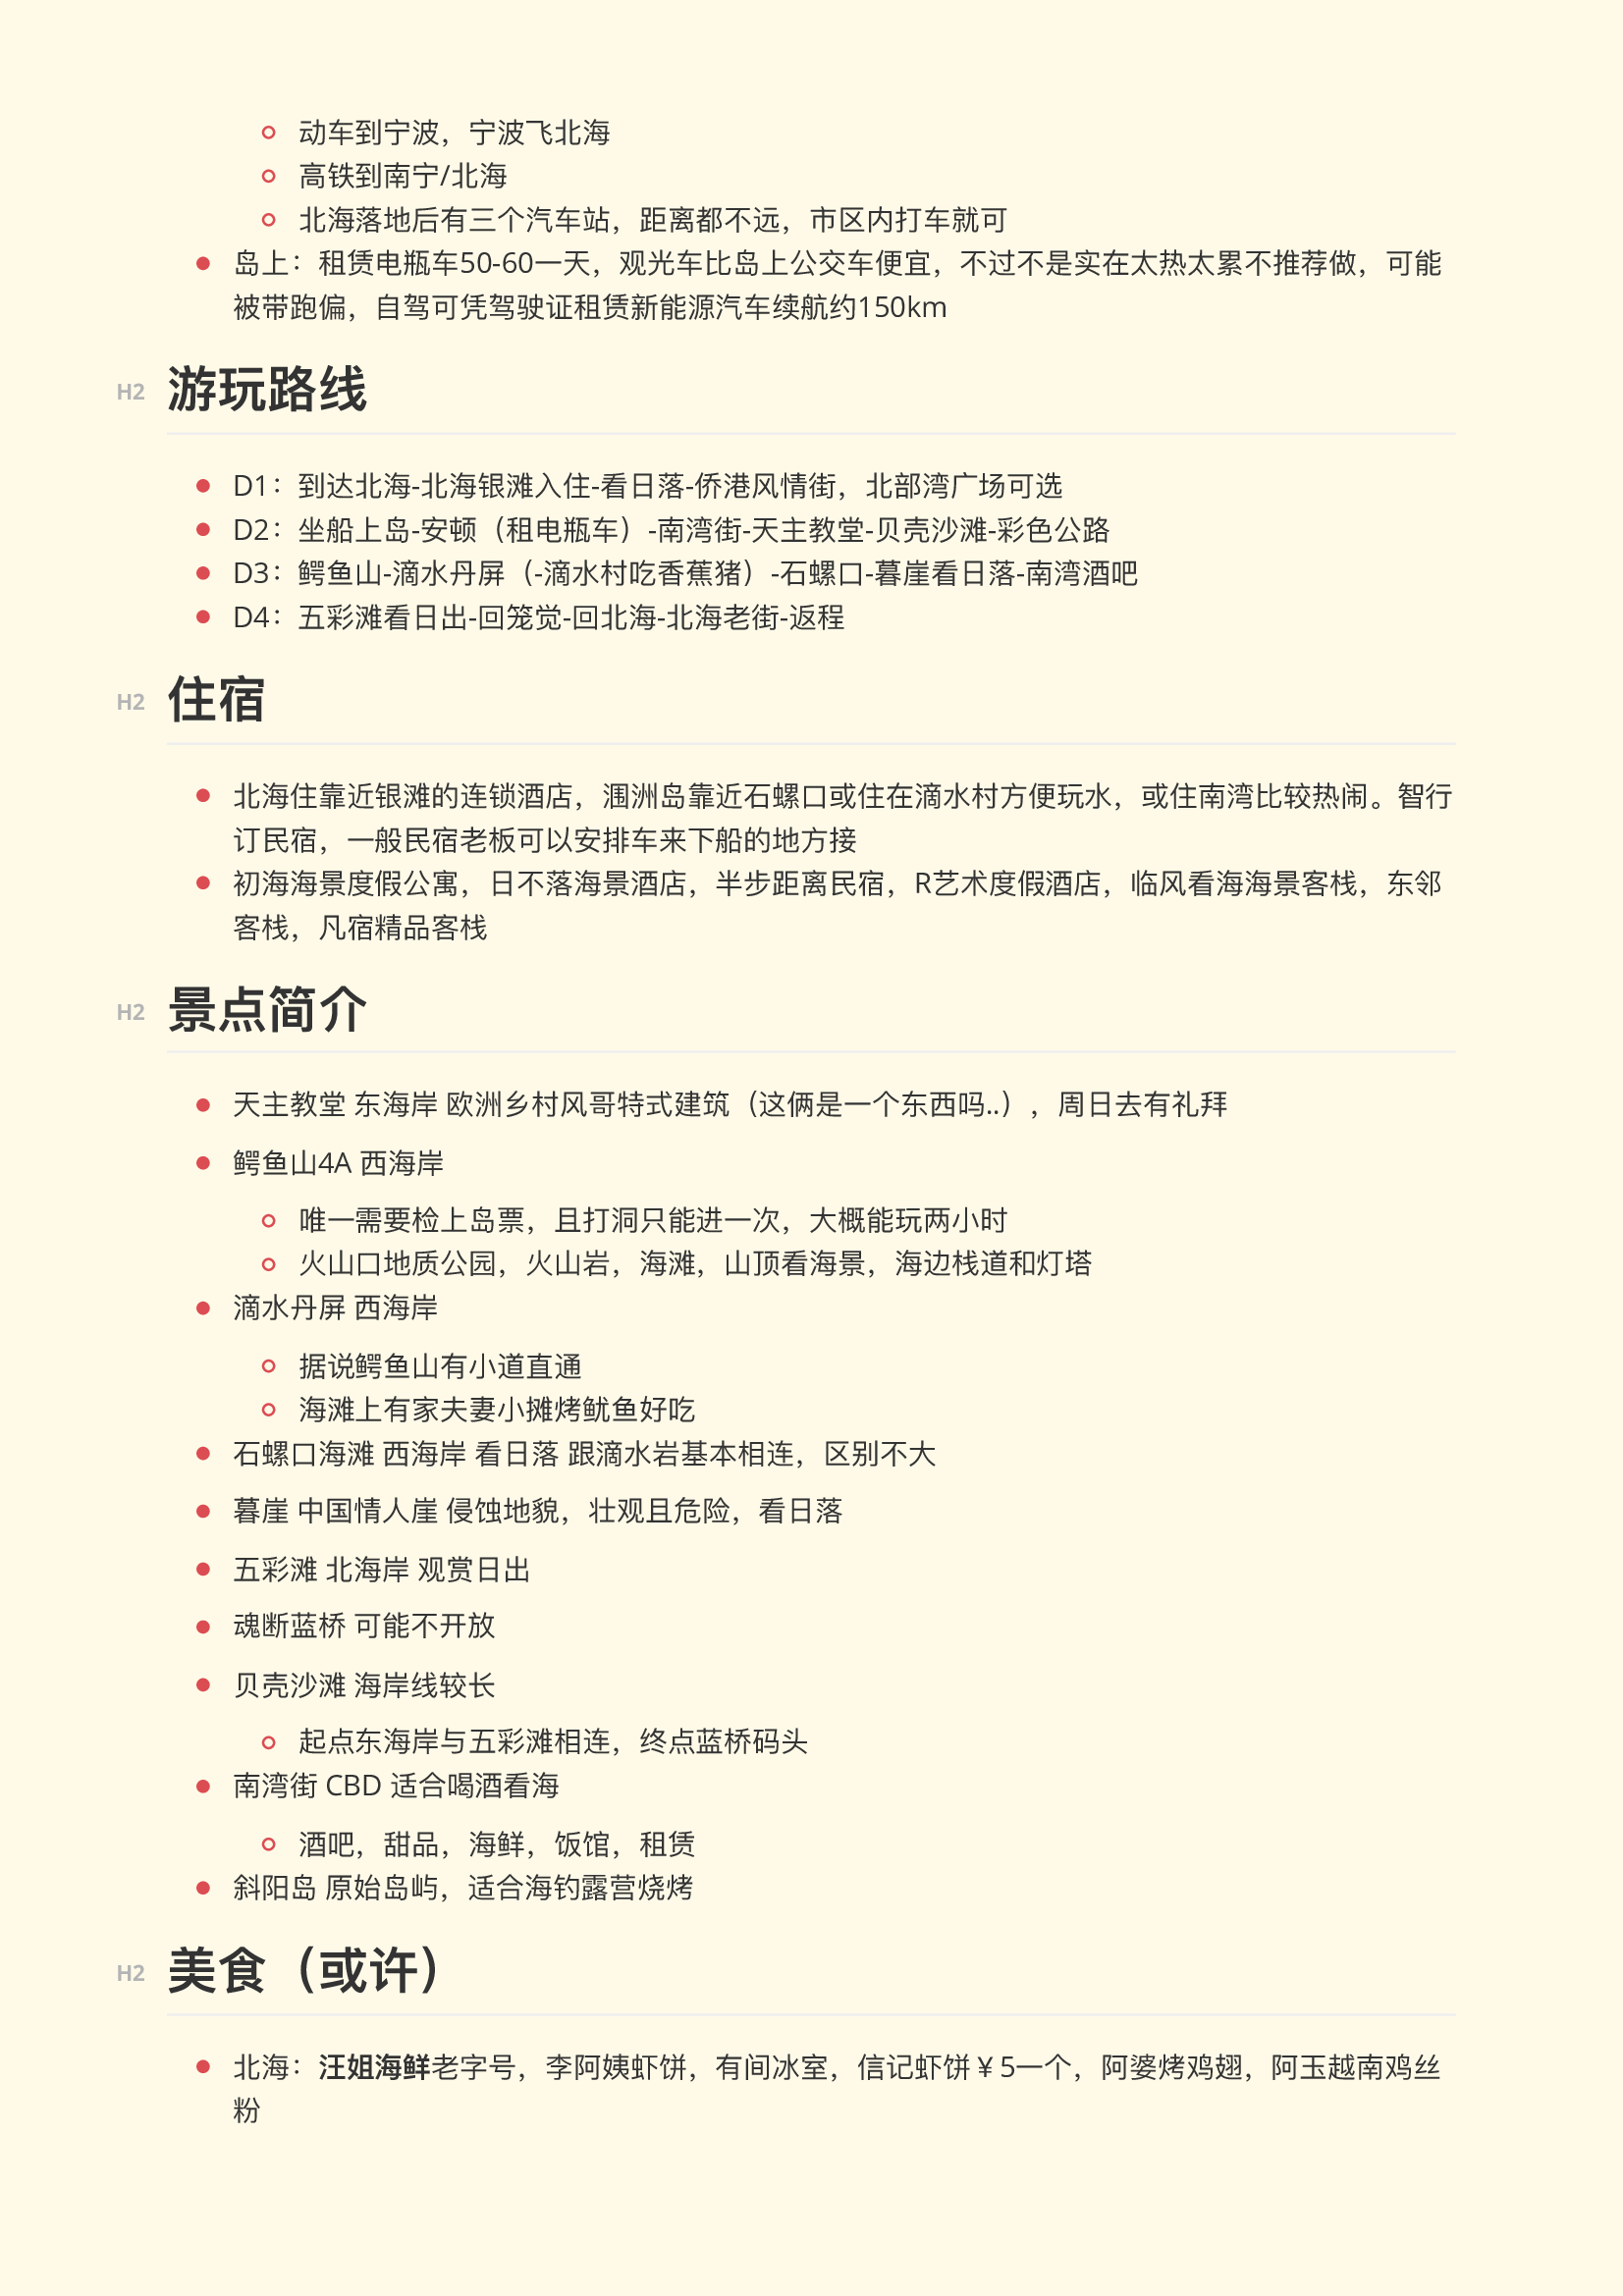 动车到宁波，宁波飞北海
高铁到南宁/北海
北海落地后有三个汽车站，距离都不远，市区内打车就可
岛上：租赁电瓶车50-60一天，观光车比岛上公交车便宜，不过不是实在太热太累不推荐做，可能
被带跑偏，自驾可凭驾驶证租赁新能源汽车续航约150km
H2 游玩路线
D1：到达北海-北海银滩入住-看日落-侨港风情街，北部湾广场可选
D2：坐船上岛-安顿（租电瓶车）-南湾街-天主教堂-贝壳沙滩-彩色公路
D3：鳄鱼山-滴水丹屏（-滴水村吃香蕉猪）-石螺口-暮崖看日落-南湾酒吧
D4：五彩滩看日出-回笼觉-回北海-北海老街-返程
H2 住宿
北海住靠近银滩的连锁酒店，涠洲岛靠近石螺口或住在滴水村方便玩水，或住南湾比较热闹。智行
订民宿，一般民宿老板可以安排车来下船的地方接
初海海景度假公寓，日不落海景酒店，半步距离民宿，R艺术度假酒店，临风看海海景客栈，东邻
客栈，凡宿精品客栈
H2 景点简介
天主教堂 东海岸 欧洲乡村风哥特式建筑（这俩是一个东西吗..），周日去有礼拜
鳄鱼山4A 西海岸
唯一需要检上岛票，且打洞只能进一次，大概能玩两小时
火山口地质公园，火山岩，海滩，山顶看海景，海边栈道和灯塔
滴水丹屏 西海岸
据说鳄鱼山有小道直通
海滩上有家夫妻小摊烤鱿鱼好吃
石螺口海滩 西海岸 看日落 跟滴水岩基本相连，区别不大
暮崖 中国情人崖 侵蚀地貌，壮观且危险，看日落
五彩滩 北海岸 观赏日出
魂断蓝桥 可能不开放
贝壳沙滩 海岸线较长
起点东海岸与五彩滩相连，终点蓝桥码头
南湾街 CBD 适合喝酒看海
酒吧，甜品，海鲜，饭馆，租赁
斜阳岛 原始岛屿，适合海钓露营烧烤
H2 美食（或许）
北海：汪姐海鲜老字号，李阿姨虾饼，有间冰室，信记虾饼￥5一个，阿婆烤鸡翅，阿玉越南鸡丝
粉